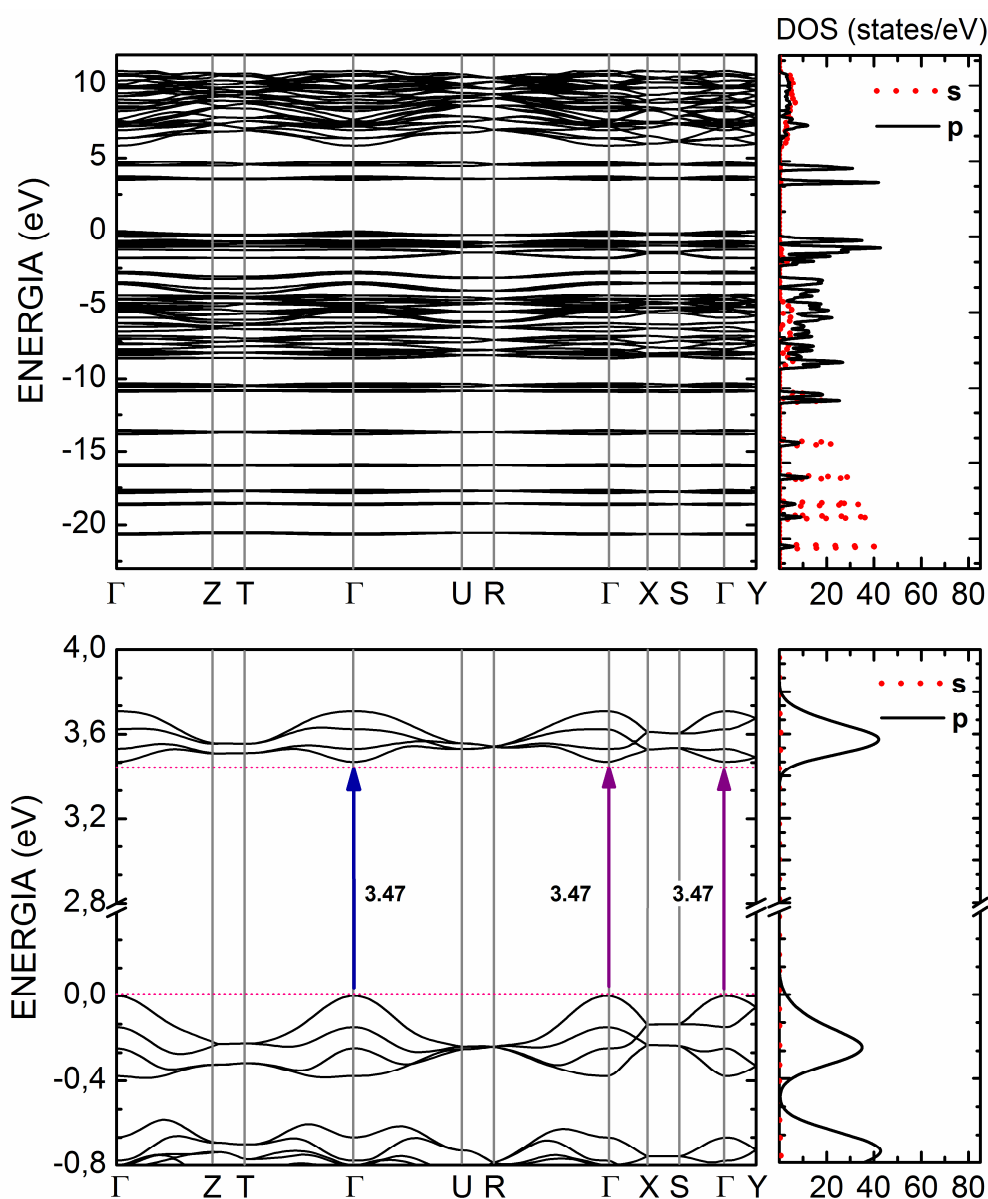 DOS (states/eV)
ENERGIA (eV)
10
5
0
-5
-10
-15
-20
s
p
Γ Z T Γ U R Γ X S Γ Y
20 40 60 80
ENERGIA (eV)
4,0
3,6
3,2
2,8
0,0
-0,4
-0,8
3.47 3.47 3.47
s
p
Γ Z T Γ U R Γ X S Γ Y
20 40 60 80